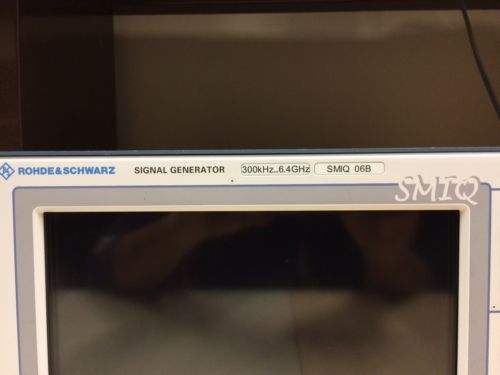 ROHDE&SCHWARZ SIGNAL GENERATOR 300kHz..6.4GHz SMIQ 06B
SMIQ